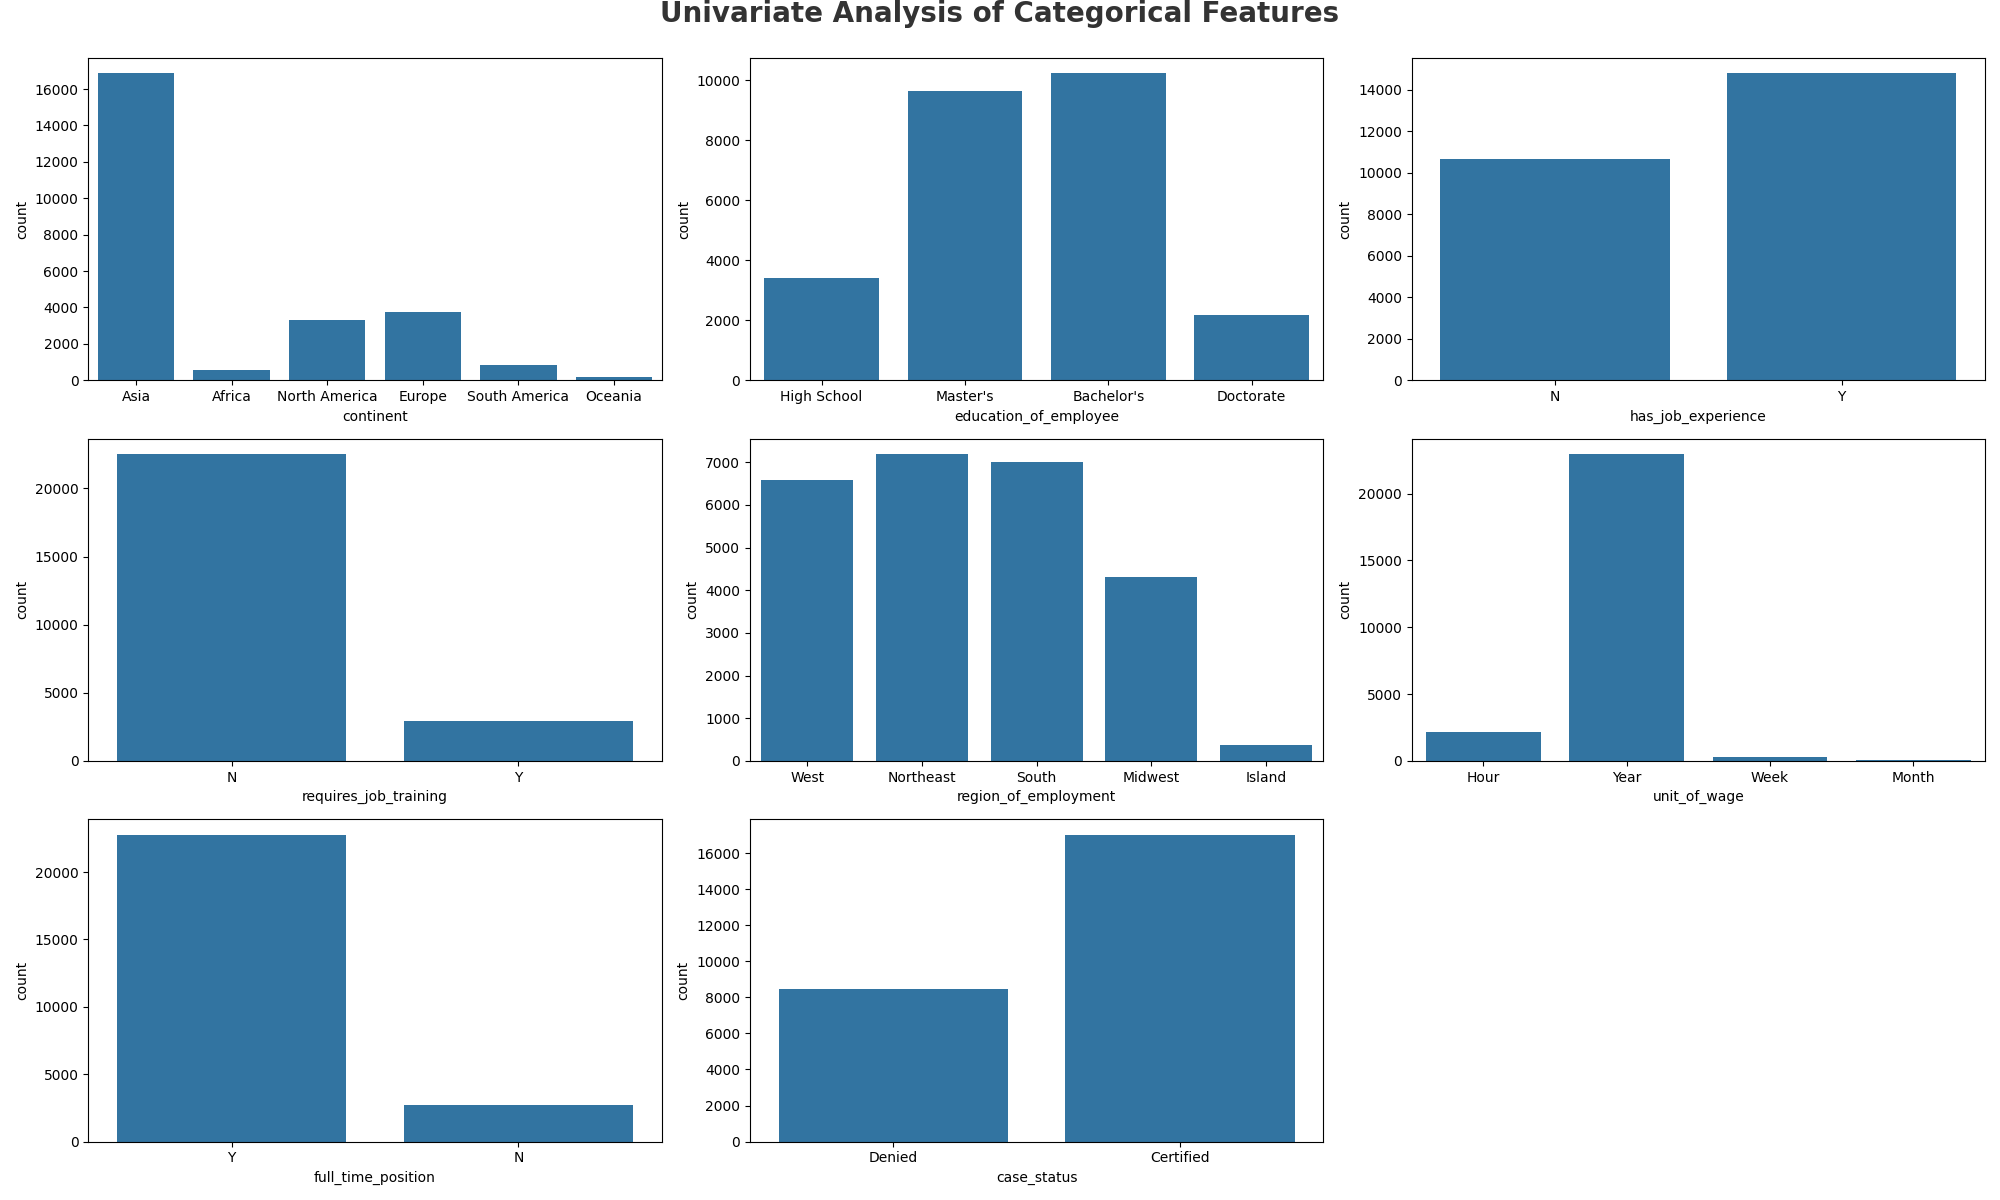 Univariate Analysis of Categorical Features
count
16000
14000
12000
10000
8000
6000
4000
2000
0
Asia Africa North America Europe South America Oceania
continent
count
10000
8000
6000
4000
2000
0
High School Master's Bachelor's Doctorate
education_of_employee
count
14000
12000
10000
8000
6000
4000
2000
0
N Y
has_job_experience
count
20000
15000
10000
5000
0
N Y
requires_job_training
count
7000
6000
5000
4000
3000
2000
1000
0
West Northeast South Midwest Island
region_of_employment
count
20000
15000
10000
5000
0
Hour Year Week Month
unit_of_wage
count
20000
15000
10000
5000
0
Y N
full_time_position
count
16000
14000
12000
10000
8000
6000
4000
2000
0
Denied Certified
case_status